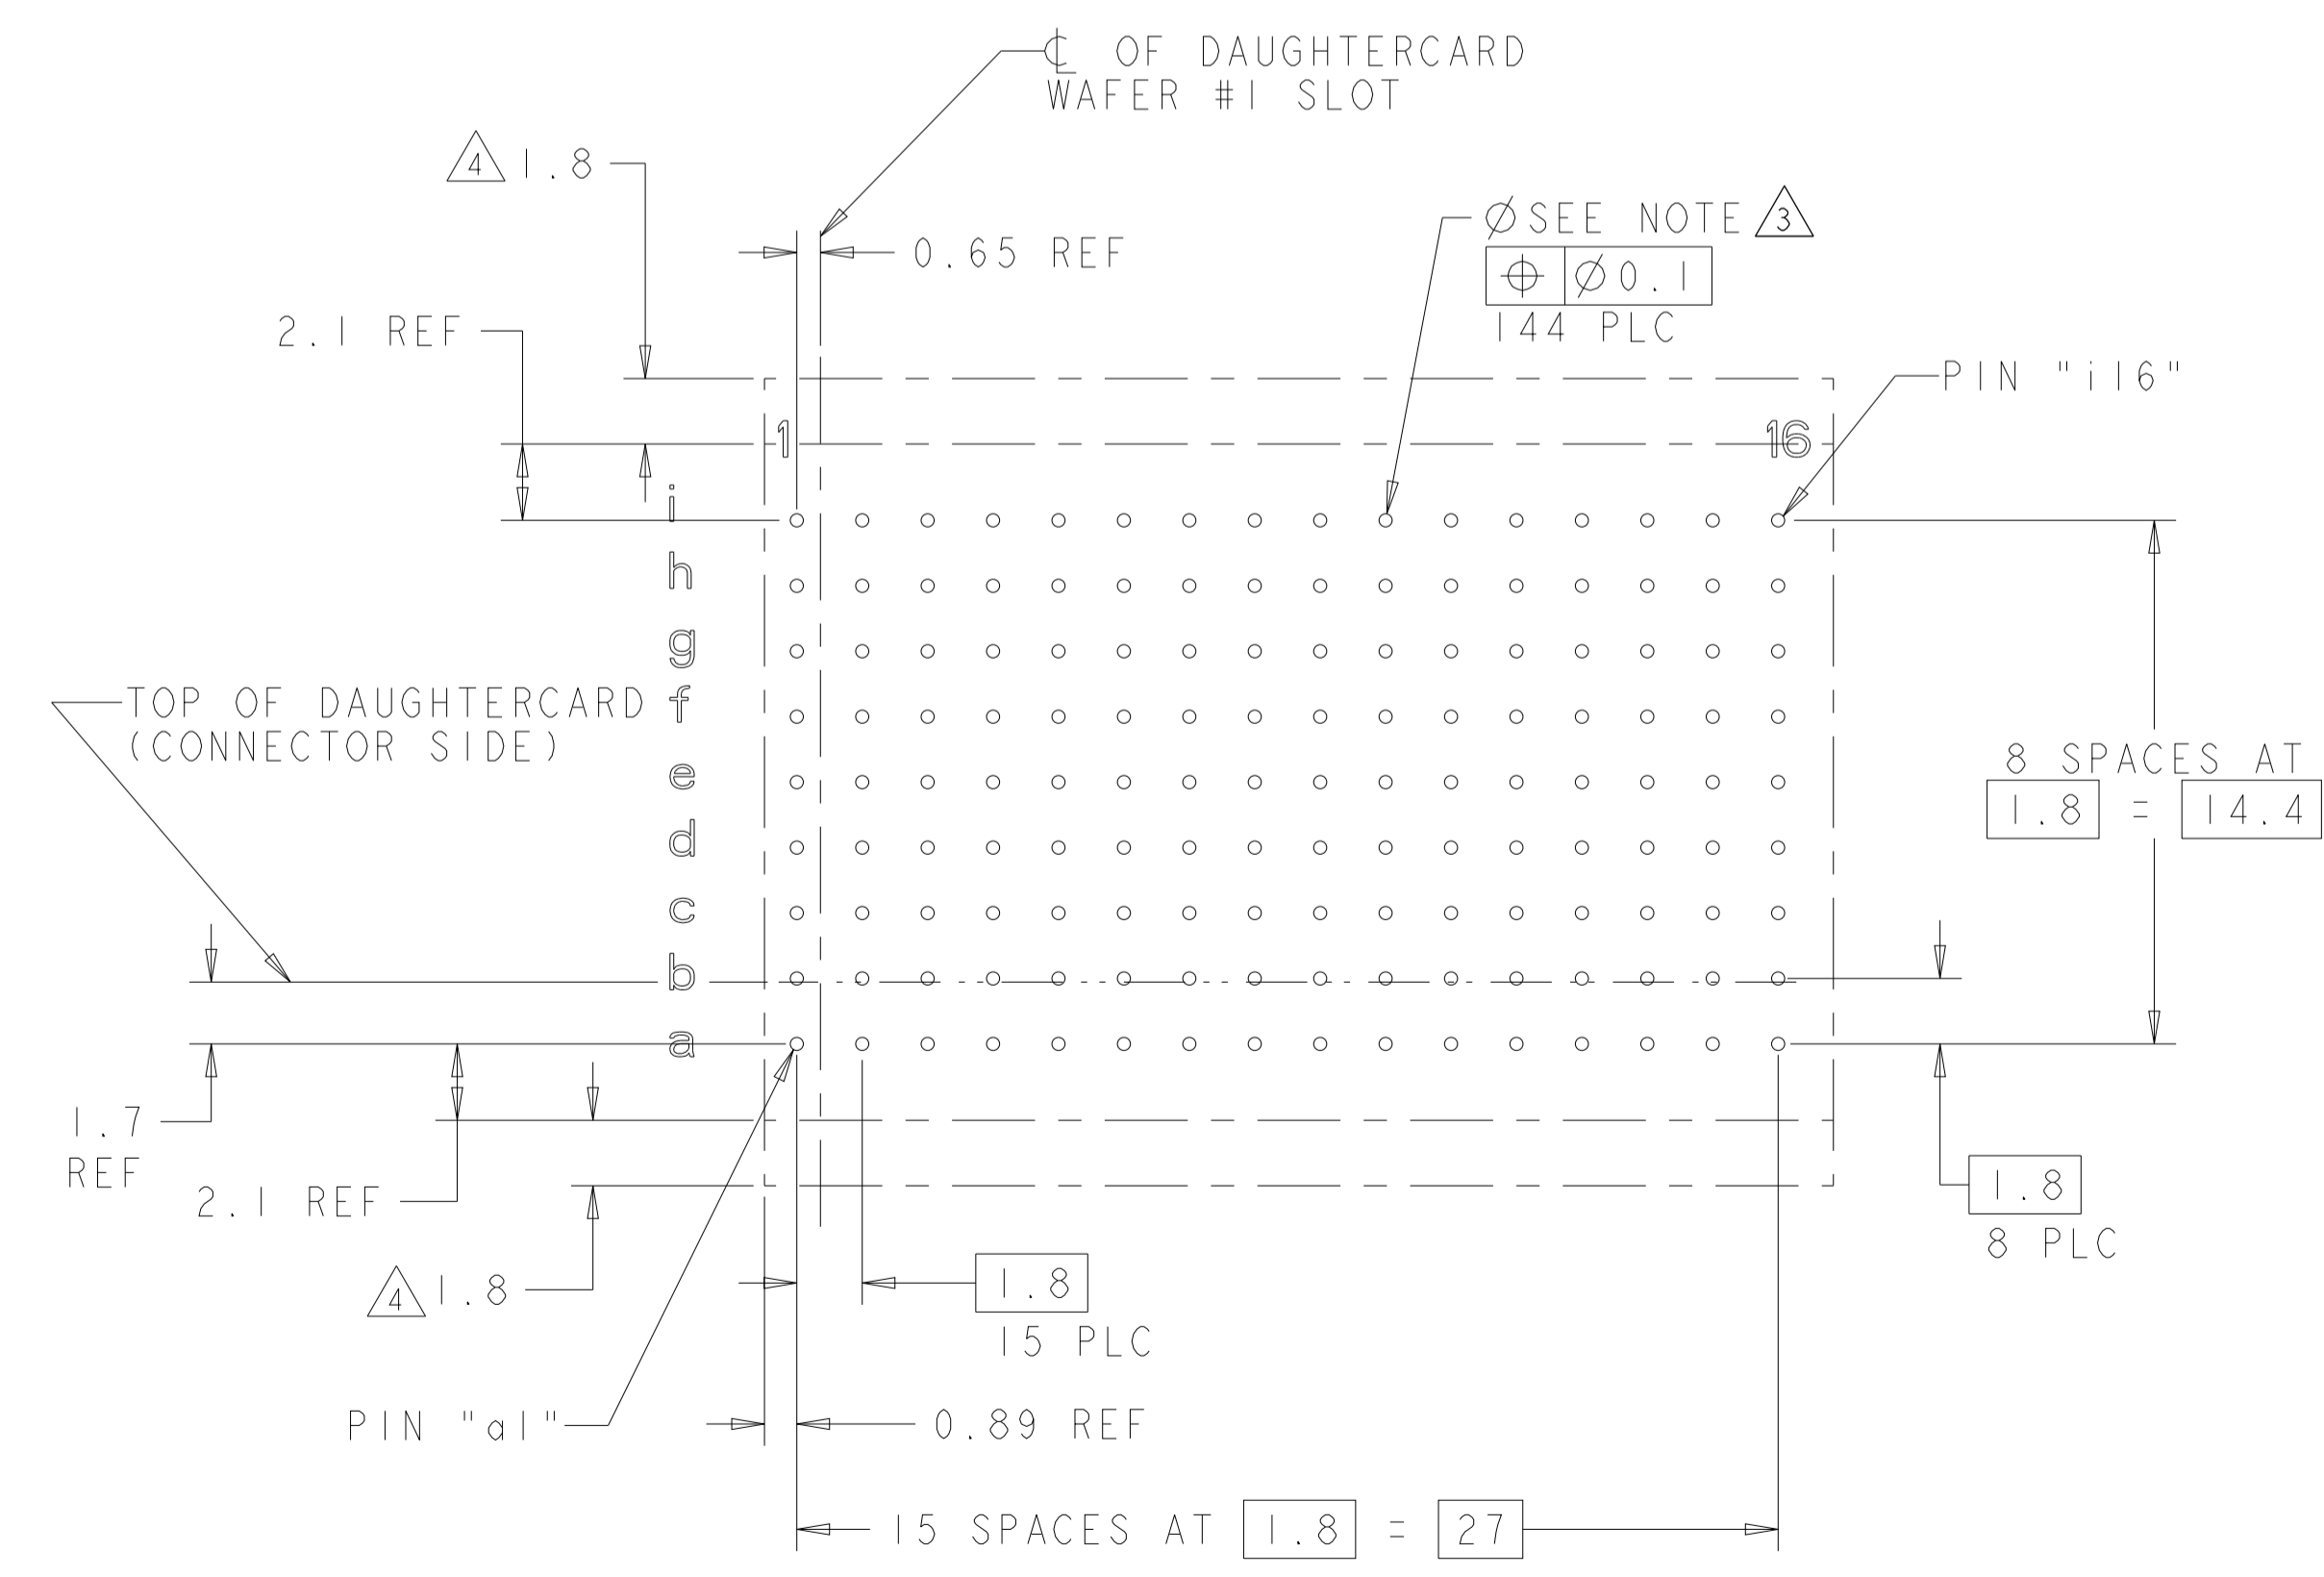 ℄ OF DAUGHTERCARD
WAFER #1 SLOT
4 1.8
⌀SEE NOTE 3
0.65 REF
⌖ ⌀0.1
144 PLC
2.1 REF
PIN "i16"
1
16
i
h
g
TOP OF DAUGHTERCARD
(CONNECTOR SIDE)
f
e
8 SPACES AT
1.8 = 14.4
d
c
b
a
1.7
REF
2.1 REF
1.8
8 PLC
4 1.8
1.8
15 PLC
PIN "a1"
0.89 REF
15 SPACES AT 1.8 = 27